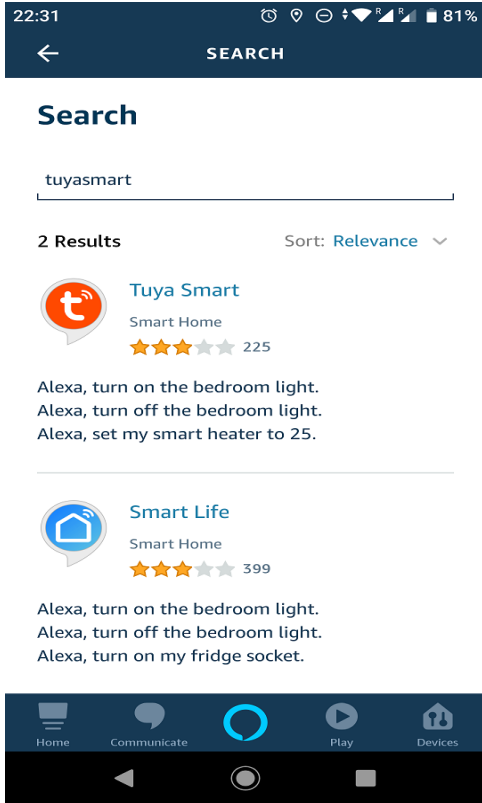 22:31
R
R
81%
SEARCH
Search
tuyasmart
2 Results
Sort: Relevance
Tuya Smart
Smart Home
225
Alexa, turn on the bedroom light.
Alexa, turn off the bedroom light.
Alexa, set my smart heater to 25.
Smart Life
Smart Home
399
Alexa, turn on the bedroom light.
Alexa, turn off the bedroom light.
Alexa, turn on my fridge socket.
Home
Communicate
Play
Devices